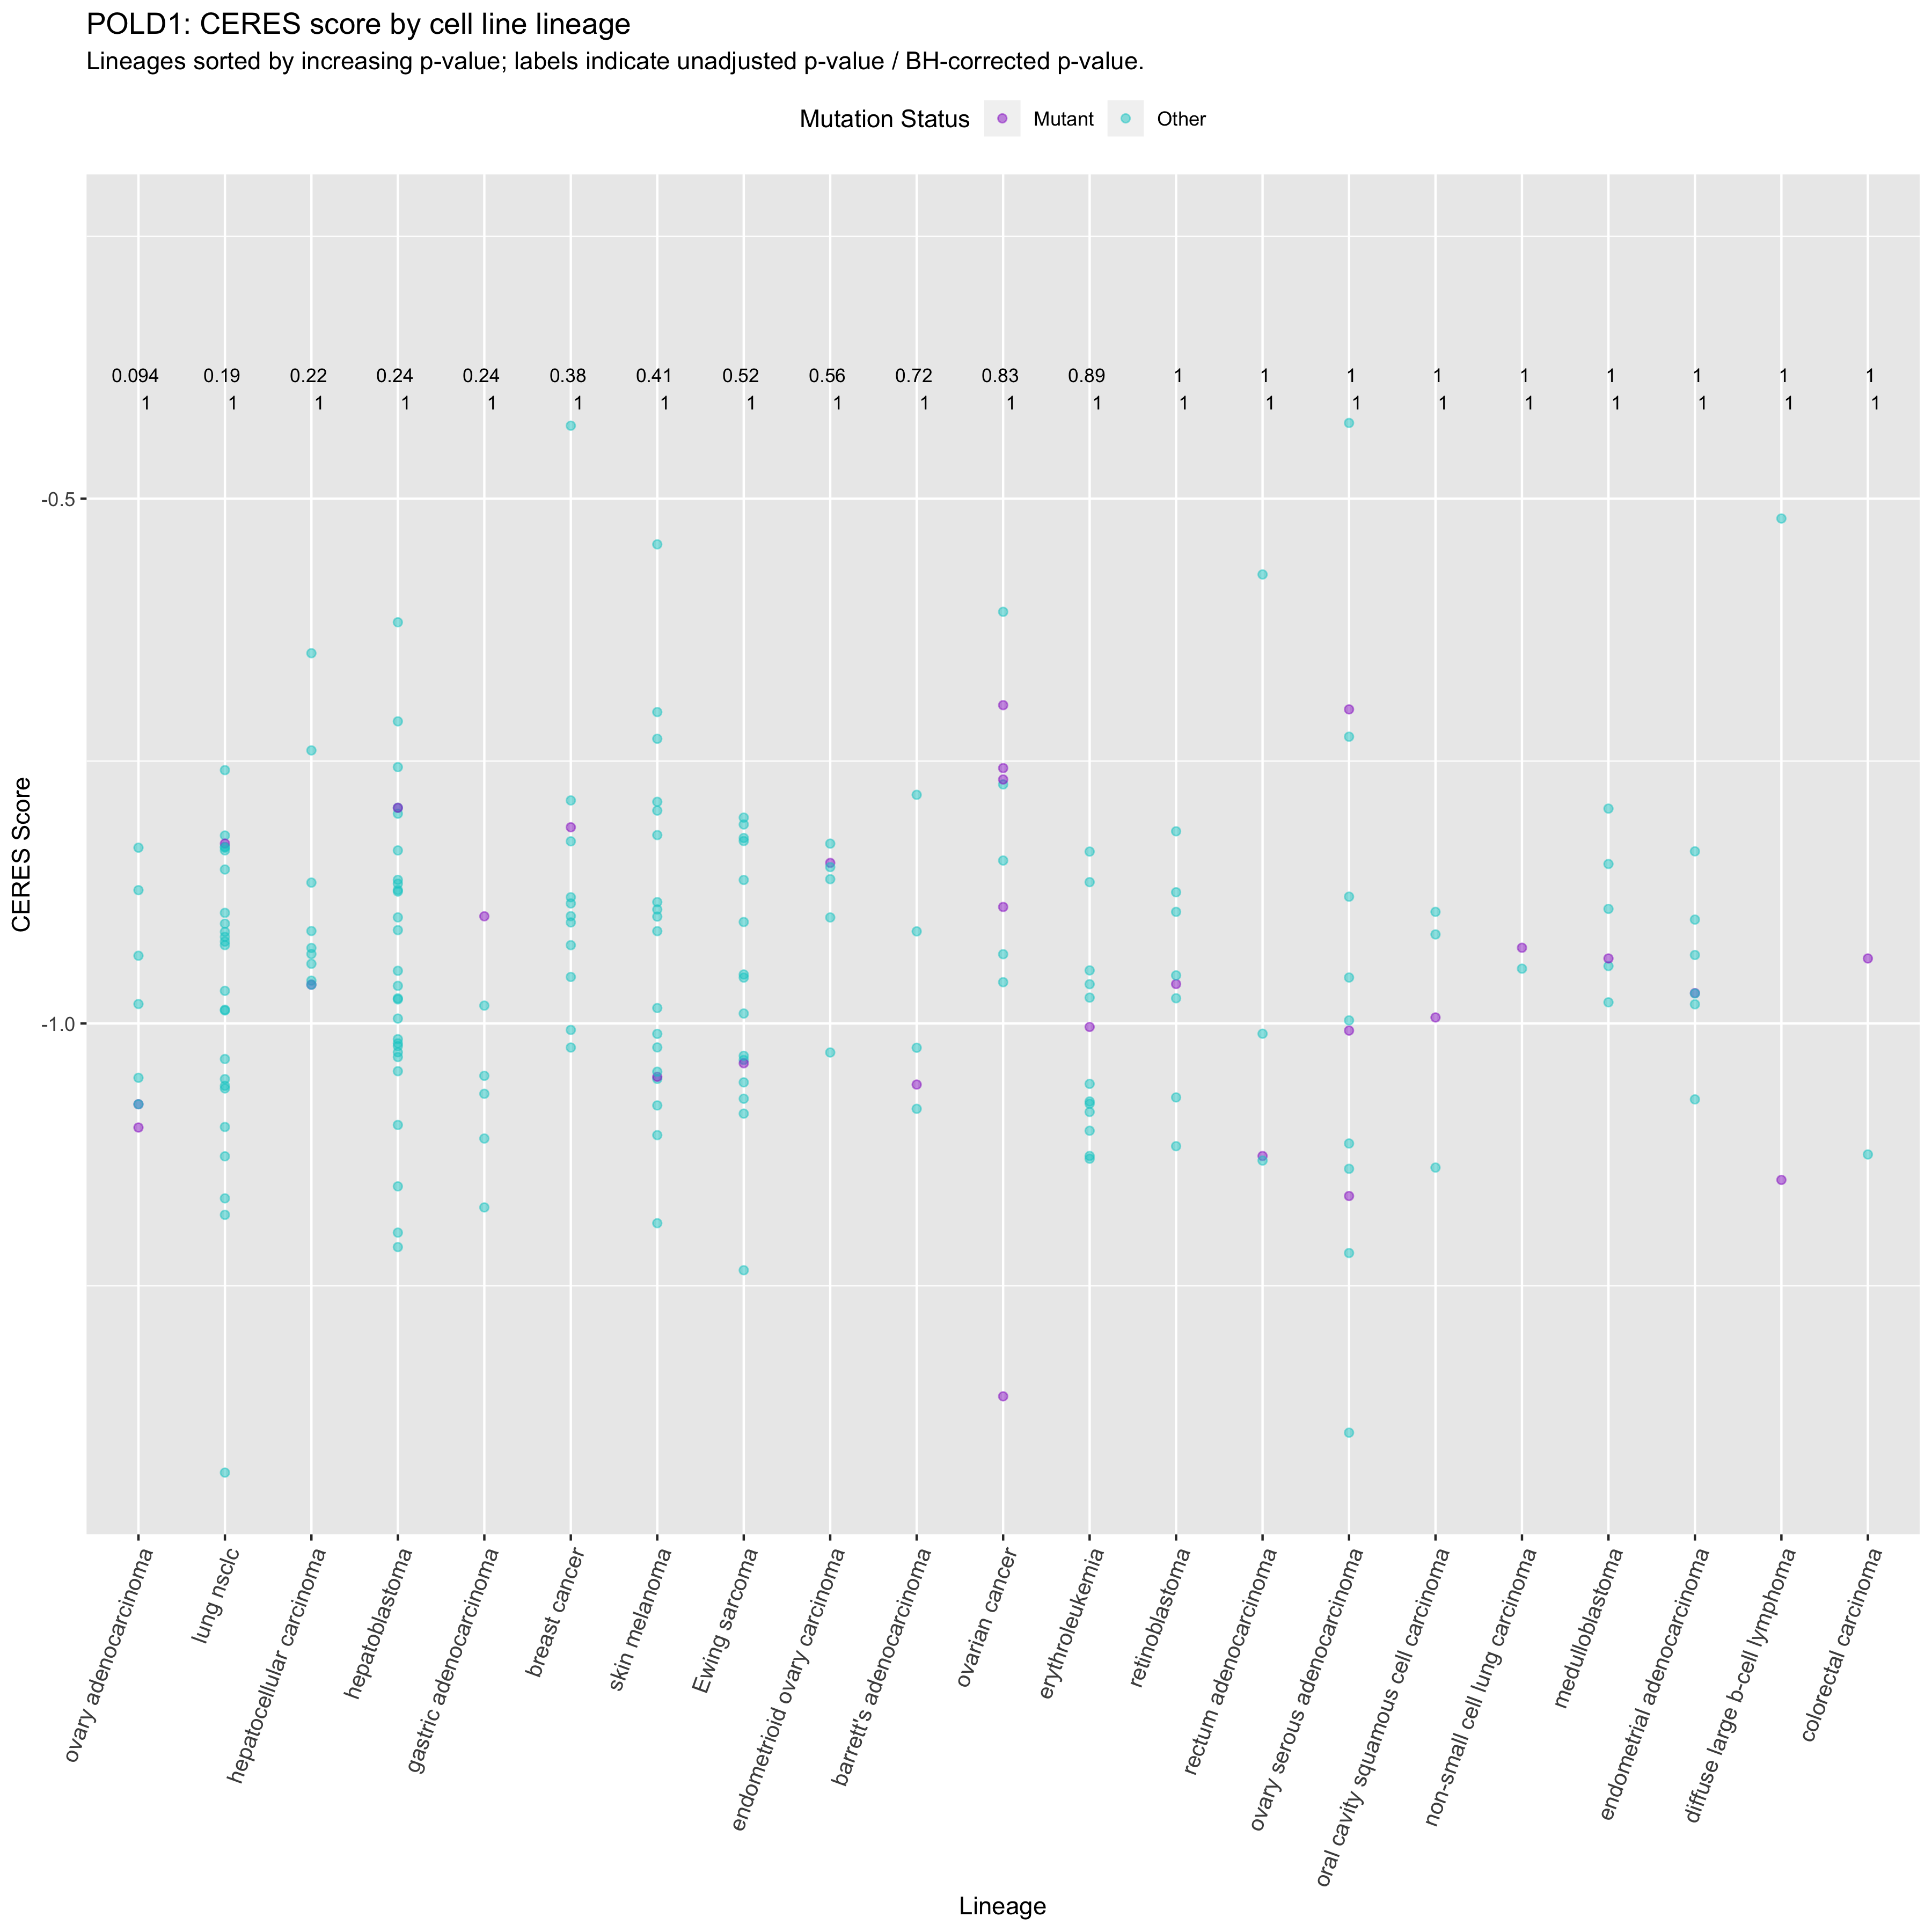 POLD1: CERES score by cell line lineage
Lineages sorted by increasing p-value; labels indicate unadjusted p-value / BH-corrected p-value.
Mutation Status Mutant Other
0.094 0.19 0.22 0.24 0.24 0.38 0.41 0.52 0.56 0.72 0.83 0.89 1 1 1 1 1 1 1 1 1
1 1 1 1 1 1 1 1 1 1 1 1 1 1 1 1 1 1 1 1 1
-0.5
CERES Score
-1.0
ovary adenocarcinoma
lung nsclc
hepatocellular carcinoma
hepatoblastoma
gastric adenocarcinoma
breast cancer
skin melanoma
Ewing sarcoma
endometrioid ovary carcinoma
barrett's adenocarcinoma
ovarian cancer
erythroleukemia
retinoblastoma
rectum adenocarcinoma
ovary serous adenocarcinoma
oral cavity squamous cell carcinoma
non-small cell lung carcinoma
medulloblastoma
endometrial adenocarcinoma
diffuse large b-cell lymphoma
colorectal carcinoma
Lineage